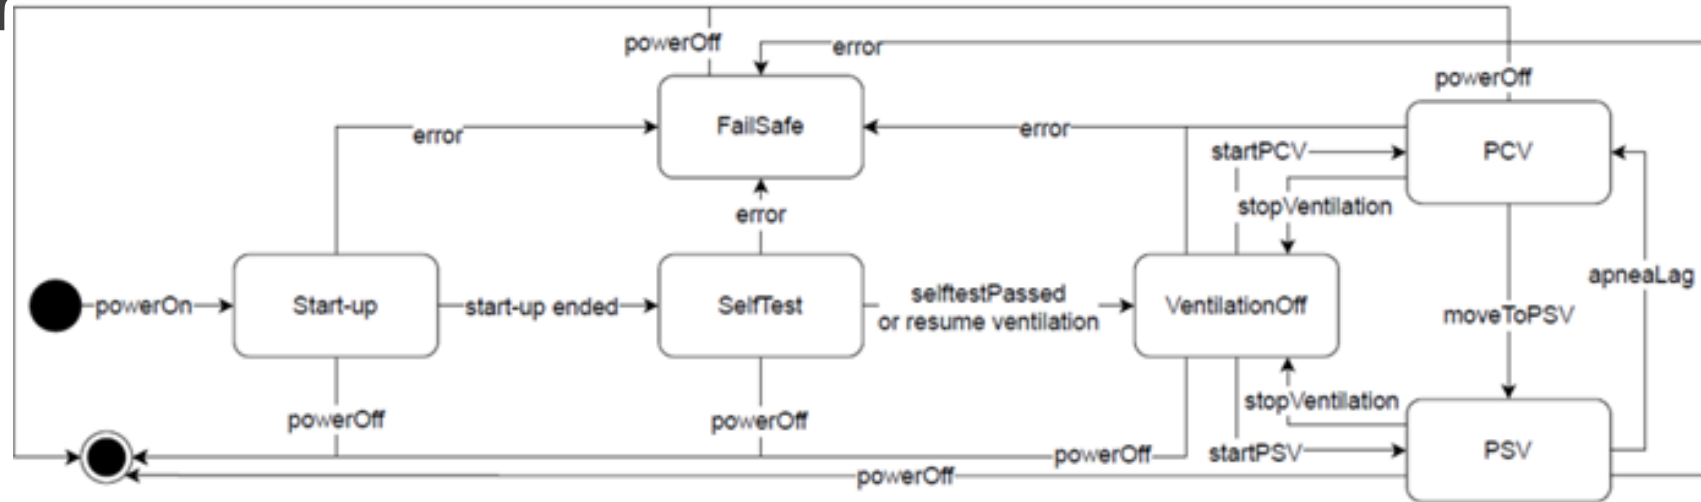 powerOff
error
powerOff
error
FailSafe
error
startPCV
PCV
stopVentilation
error
powerOn
Start-up
start-up ended
SelfTest
selftestPassed
or resume ventilation
VentilationOff
moveToPSV
apneaLag
powerOff
powerOff
stopVentilation
powerOff
startPSV
PSV
powerOff